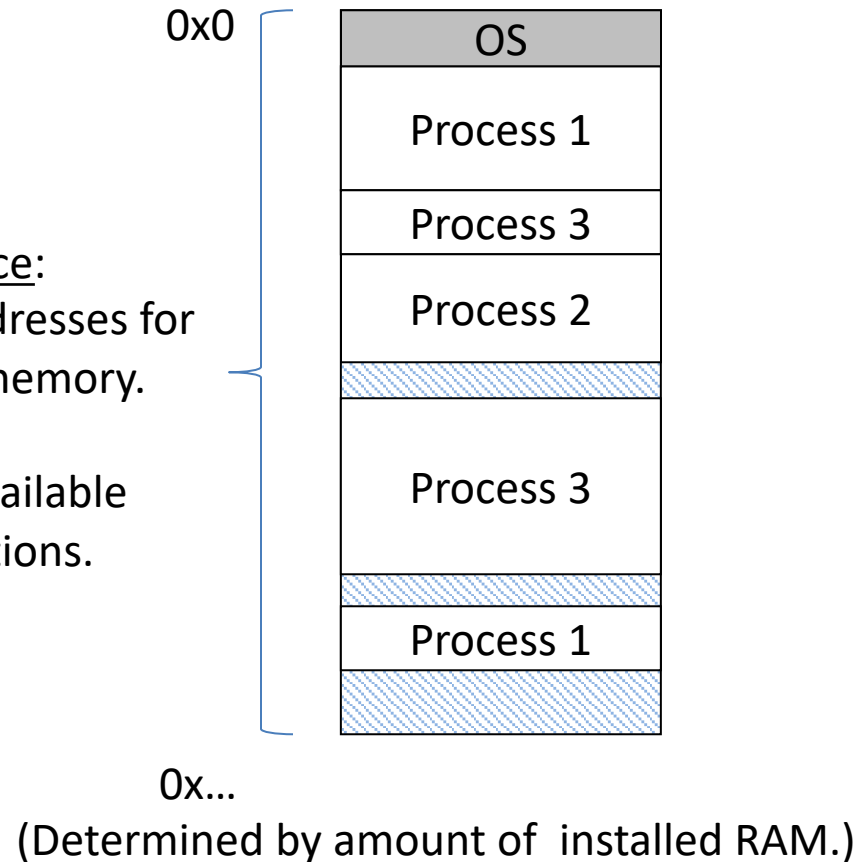 0x0
OS
Process 1
Process 3
ce:
Process 2
dresses for
memory.
Process 3
ailable
tions.
Process 1
0x…
(Determined by amount of installed RAM.)